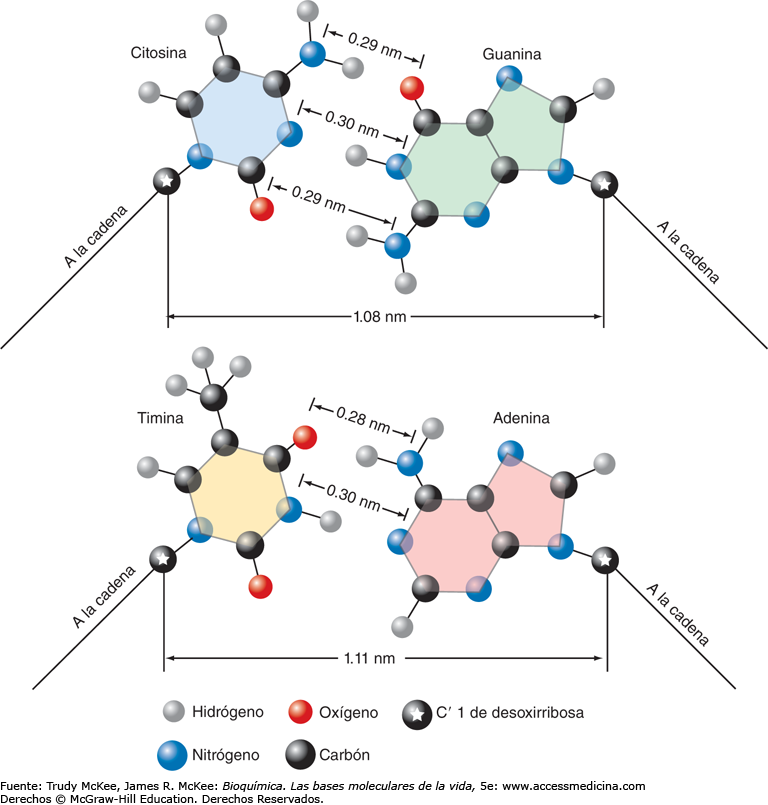 Citosina
0.29 nm
Guanina
0.30 nm
0.29 nm
A la cadena
A la cadena
1.08 nm
Timina
0.28 nm
Adenina
0.30 nm
A la cadena
A la cadena
1.11 nm
Hidrógeno
Oxígeno
C′ 1 de desoxirribosa
Nitrógeno
Carbón
Fuente: Trudy McKee, James R. McKee: Bioquímica. Las bases moleculares de la vida, 5e: www.accessmedicina.com
Derechos © McGraw-Hill Education. Derechos Reservados.